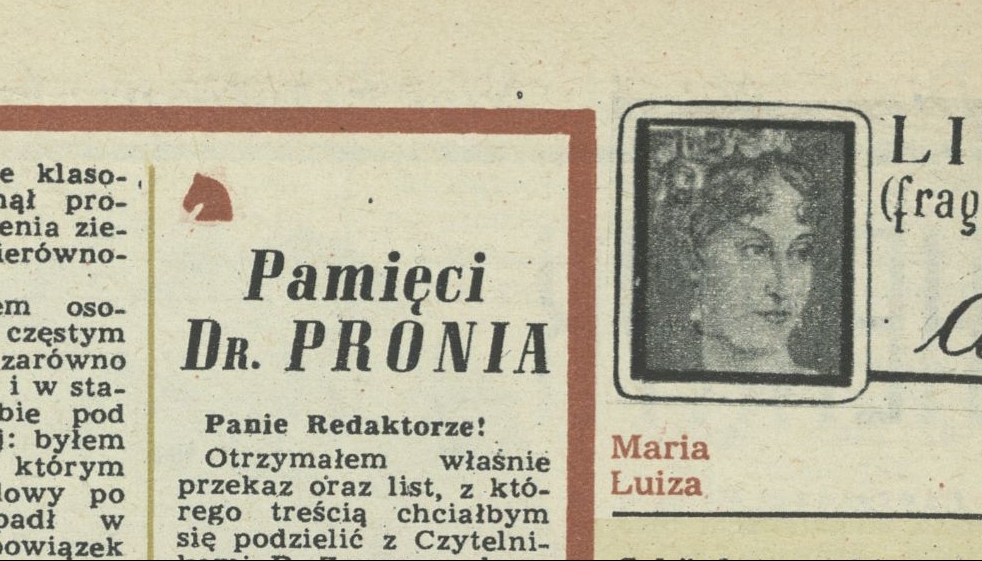 e klaso-
nął pro-
enia zie-
ierówno-
em oso-
częstym
zarówno
i w sta-
bie pod
j: byłem
którym
lowy po
padł w
bowiązek
Pamięci
DR. PRONIA
Panie Redaktorze!
Otrzymałem właśnie
przekaz oraz list, z któ-
rego treścią chciałbym
się podzielić z Czytelni-
LI
(frag
Maria
Luiza